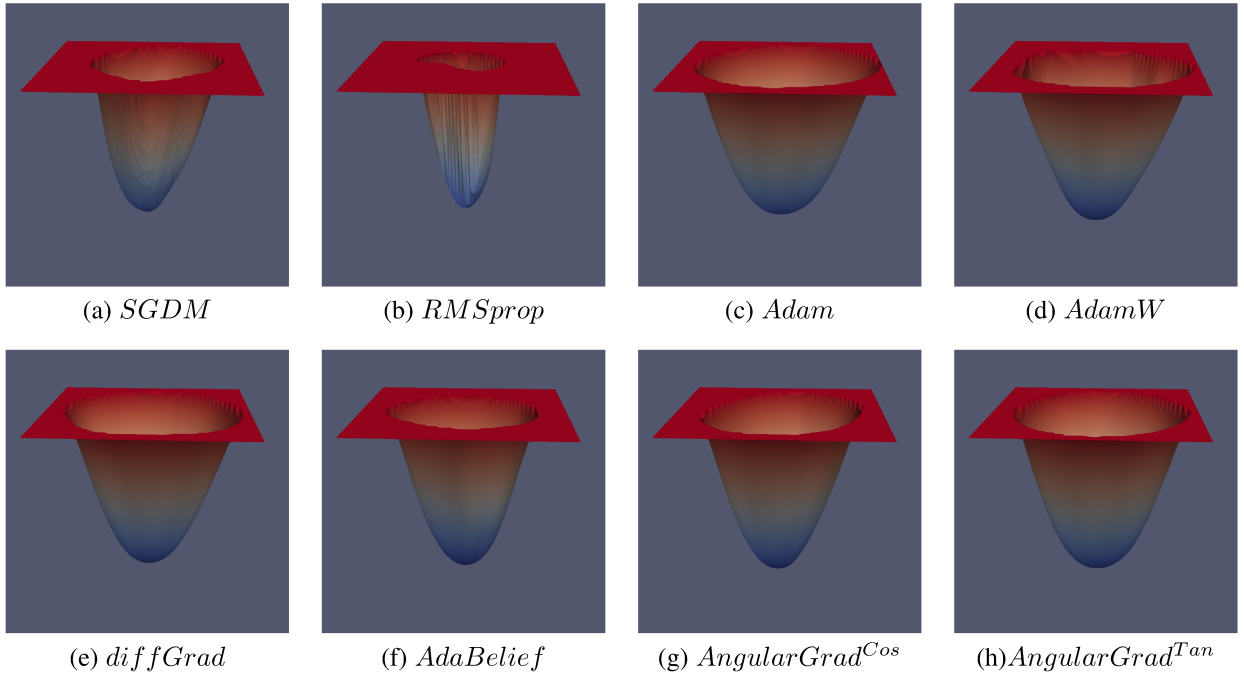 (a) SGDM
(b) RMSprop
(c) Adam
(d) AdamW
(e) diffGrad
(f) AdaBelief
(g) AngularGrad^{Cos}
(h)AngularGrad^{Tan}